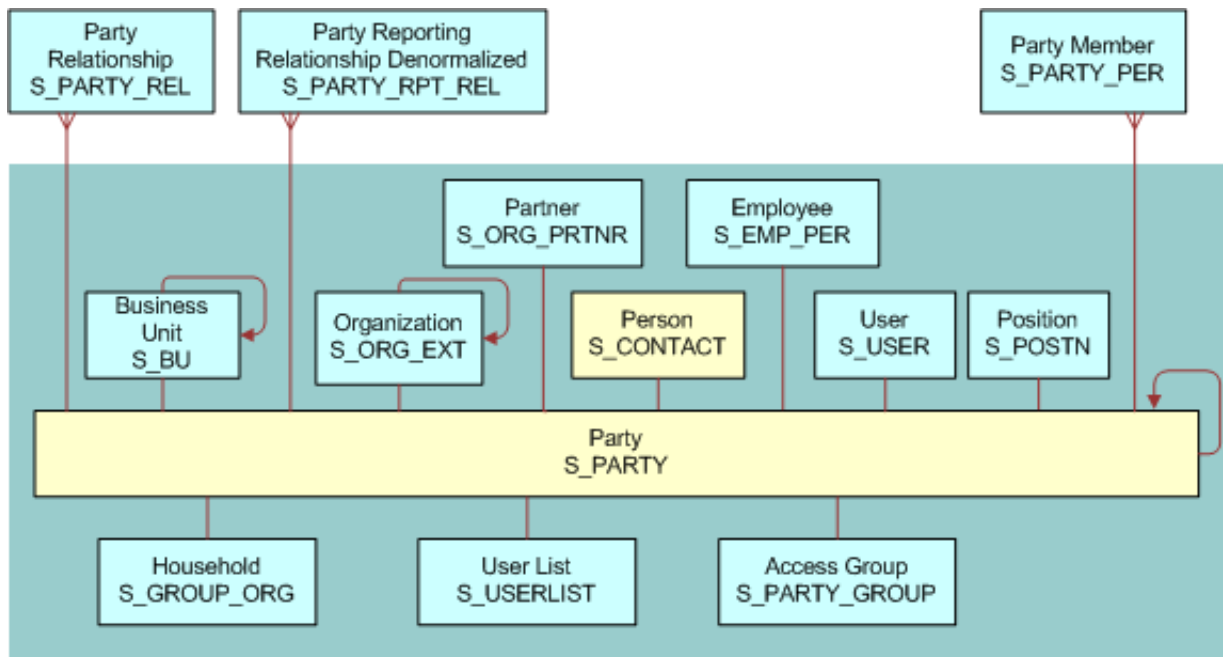 Party
Relationship
S_PARTY_REL
Party Reporting
Relationship Denormalized
S_PARTY_RPT_REL
Party Member
S_PARTY_PER
Partner
S_ORG_PRTNR
Employee
S_EMP_PER
Business
Unit
S_BU
Organization
S_ORG_EXT
Person
S_CONTACT
User
S_USER
Position
S_POSTN
Party
S_PARTY
Household
S_GROUP_ORG
User List
S_USERLIST
Access Group
S_PARTY_GROUP